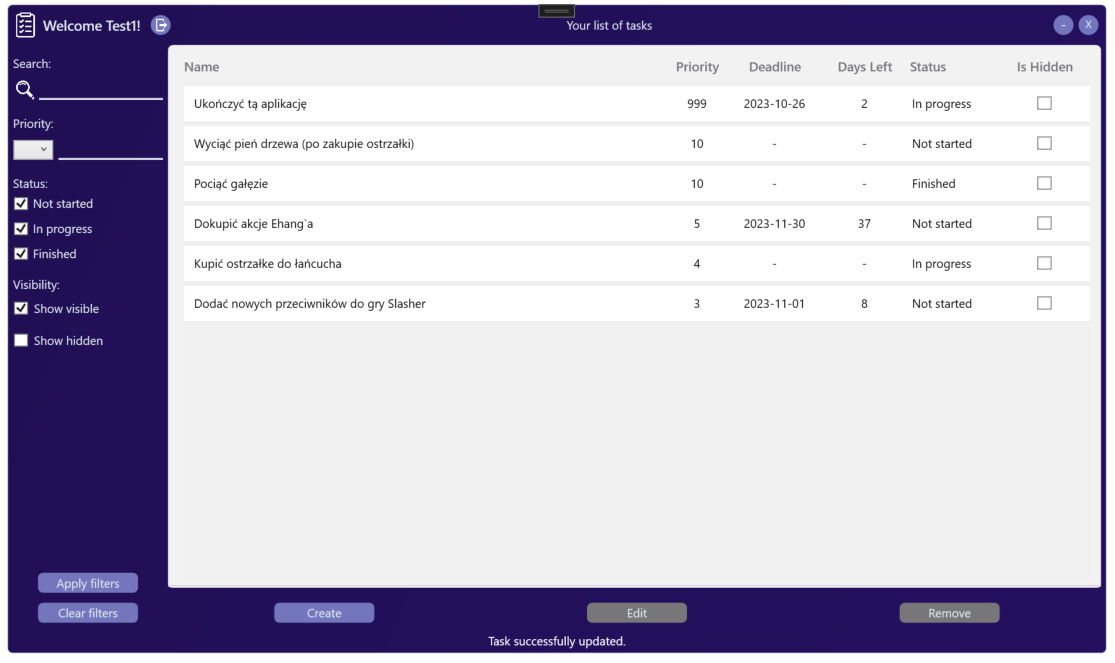 Welcome Test1!
Your list of tasks
- X
Search:
Priority:
Status:
Not started
In progress
Finished
Visibility:
Show visible
Show hidden
Apply filters
Clear filters
Name Priority Deadline Days Left Status Is Hidden
Ukończyć tą aplikację 999 2023-10-26 2 In progress
Wyciąć pień drzewa (po zakupie ostrzałki) 10 - - Not started
Pociąć gałęzie 10 - - Finished
Dokupić akcje Ehang`a 5 2023-11-30 37 Not started
Kupić ostrzałke do łańcucha 4 - - In progress
Dodać nowych przeciwników do gry Slasher 3 2023-11-01 8 Not started
Create Edit Remove
Task successfully updated.